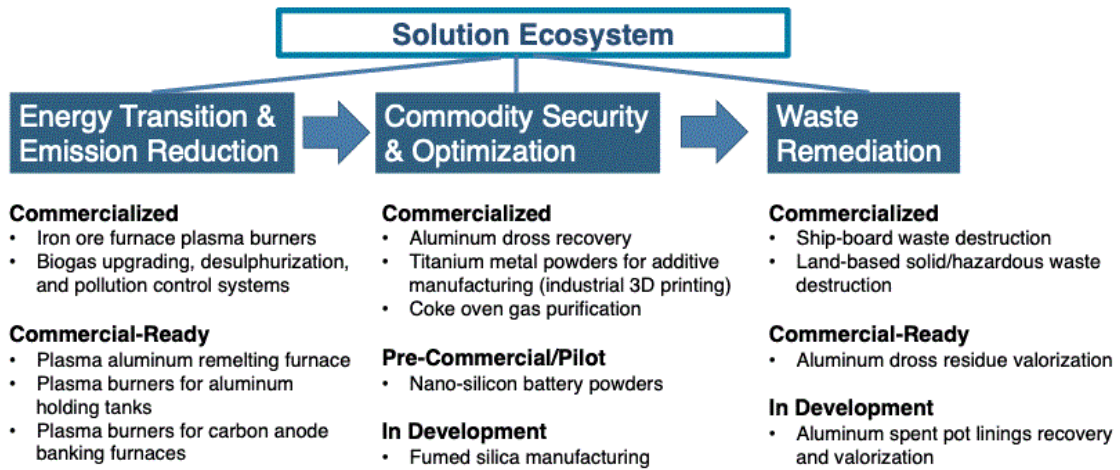 Solution Ecosystem
Energy Transition &
Emission Reduction
Commercialized
• Iron ore furnace plasma burners
• Biogas upgrading, desulphurization,
and pollution control systems
Commercial-Ready
• Plasma aluminum remelting furnace
• Plasma burners for aluminum
holding tanks
• Plasma burners for carbon anode
banking furnaces
Commodity Security
& Optimization
Commercialized
• Aluminum dross recovery
• Titanium metal powders for additive
manufacturing (industrial 3D printing)
• Coke oven gas purification
Pre-Commercial/Pilot
• Nano-silicon battery powders
In Development
• Fumed silica manufacturing
Waste
Remediation
Commercialized
• Ship-board waste destruction
• Land-based solid/hazardous waste
destruction
Commercial-Ready
• Aluminum dross residue valorization
In Development
• Aluminum spent pot linings recovery
and valorization